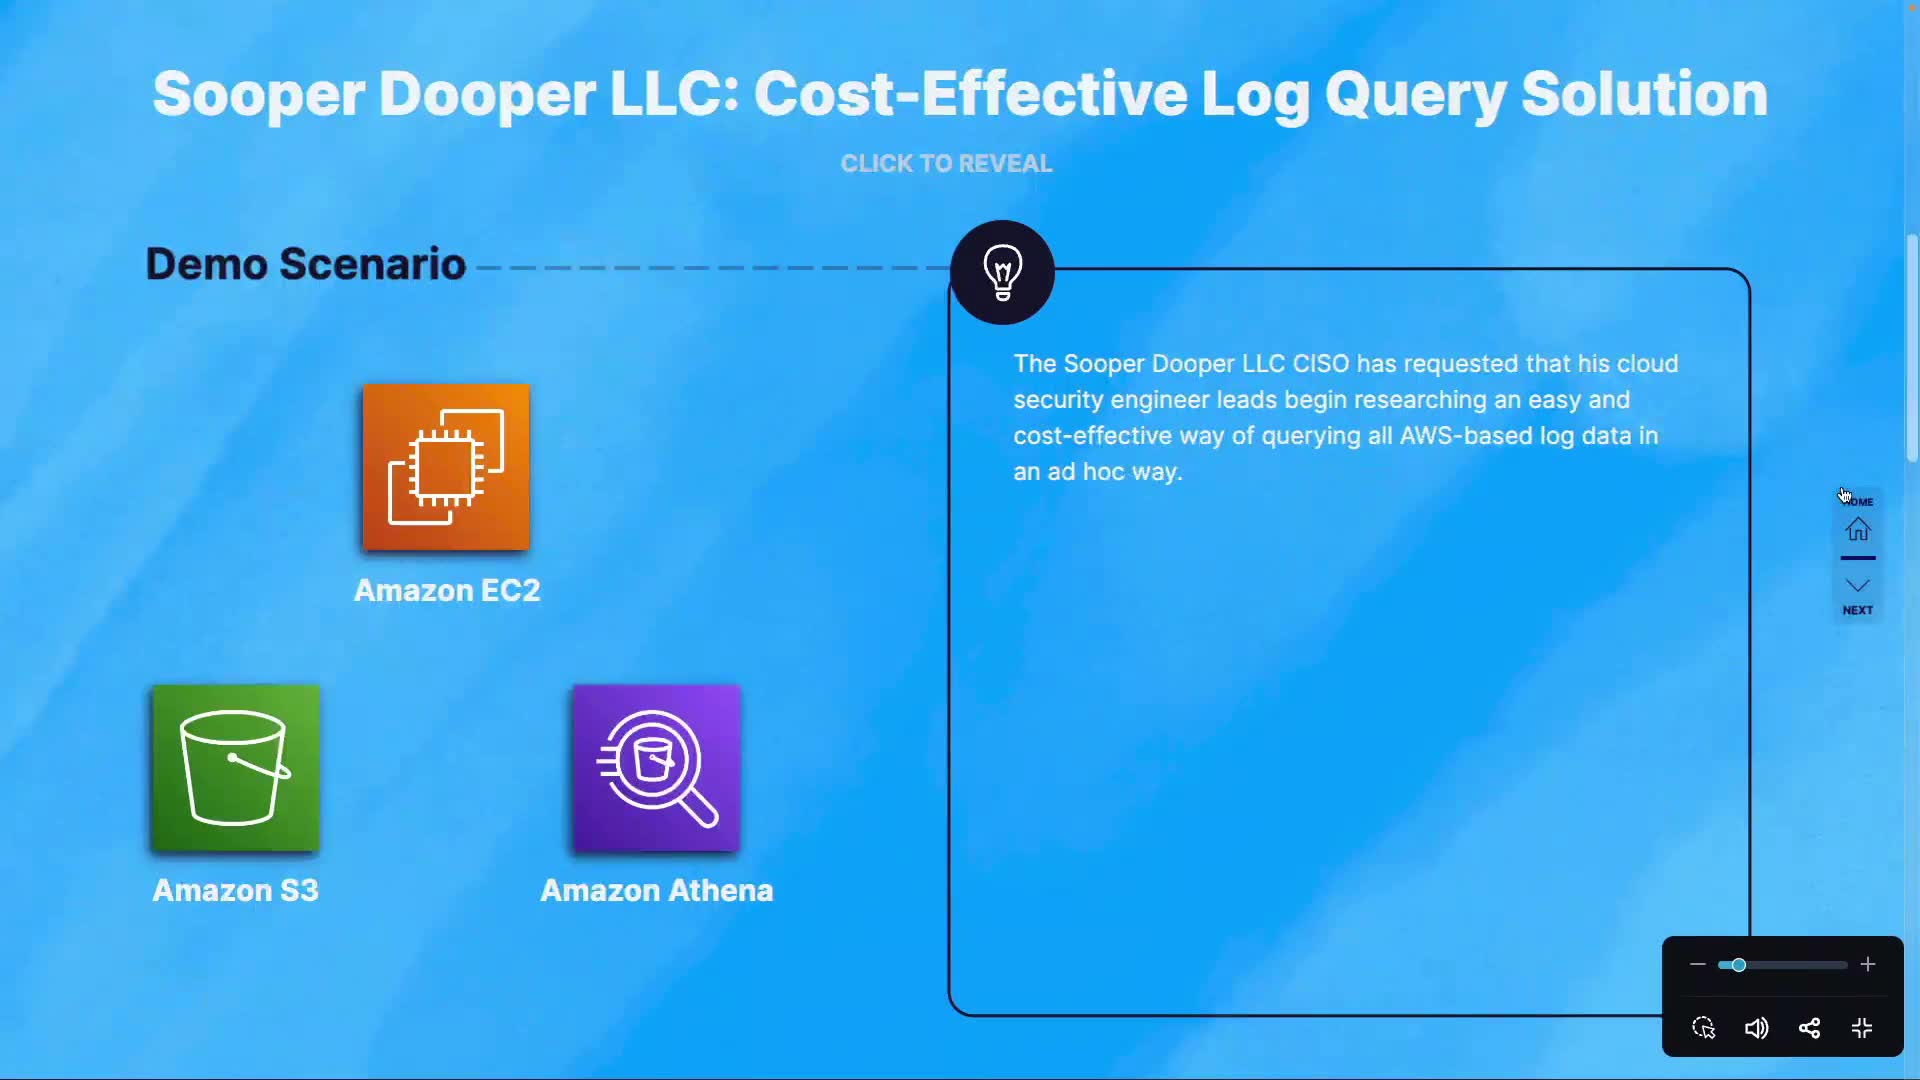 Sooper Dooper LLC: Cost-Effective Log Query Solution
CLICK TO REVEAL
Demo Scenario
The Sooper Dooper LLC CISO has requested that his cloud
security engineer leads begin researching an easy and
cost-effective way of querying all AWS-based log data in
an ad hoc way.
Amazon EC2
Amazon S3
Amazon Athena
HOME
NEXT